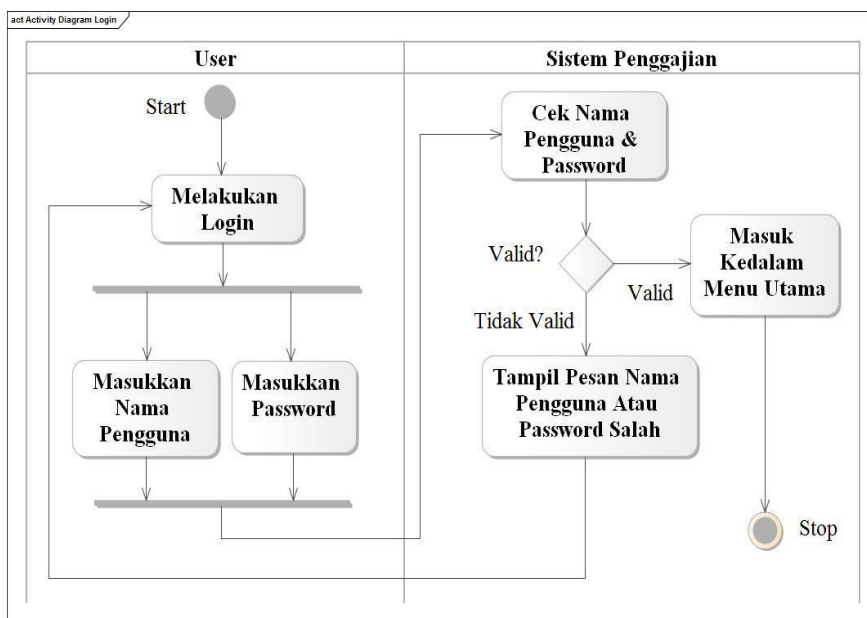 act Activity Diagram Login
User
Sistem Penggajian
Start
Melakukan
Login
Masukkan
Nama
Pengguna
Masukkan
Password
Cek Nama
Pengguna &
Password
Valid?
Valid
Masuk
Kedalam
Menu Utama
Tidak Valid
Tampil Pesan Nama
Pengguna Atau
Password Salah
Stop